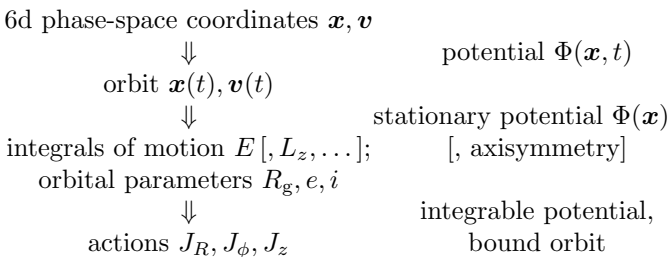 6d phase-space coordinates x, v
⇓ potential Φ(x, t)
orbit x(t), v(t)
⇓ stationary potential Φ(x)
integrals of motion E [, L_z, . . . ]; [, axisymmetry]
orbital parameters R_g, e, i
⇓ integrable potential,
actions J_R, J_ϕ, J_z bound orbit